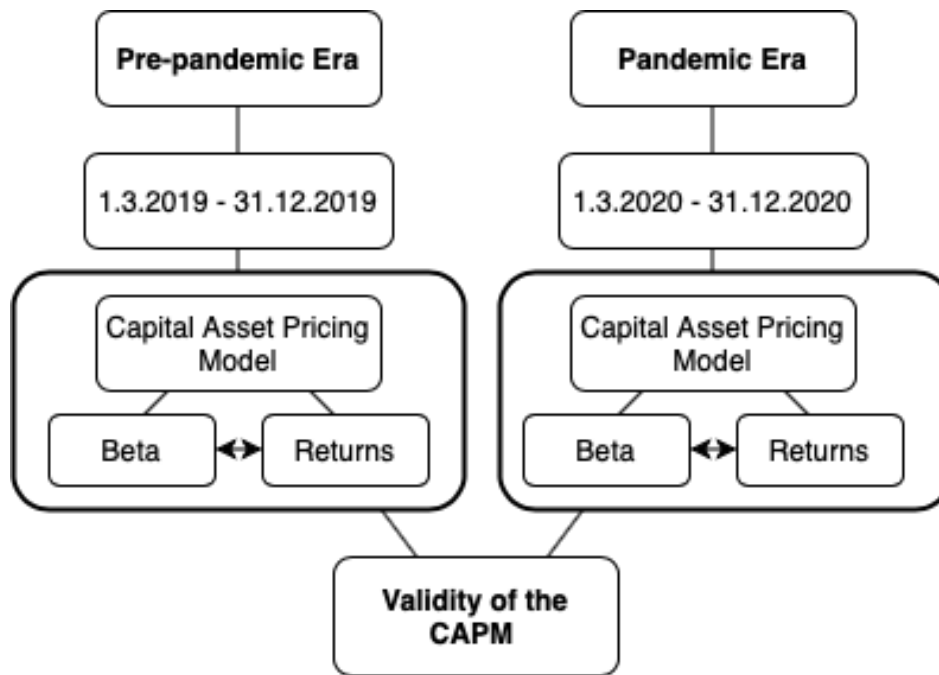 Pre-pandemic Era
Pandemic Era
1.3.2019 - 31.12.2019
1.3.2020 - 31.12.2020
Capital Asset Pricing
Model
Capital Asset Pricing
Model
Beta
Returns
Beta
Returns
Validity of the
CAPM